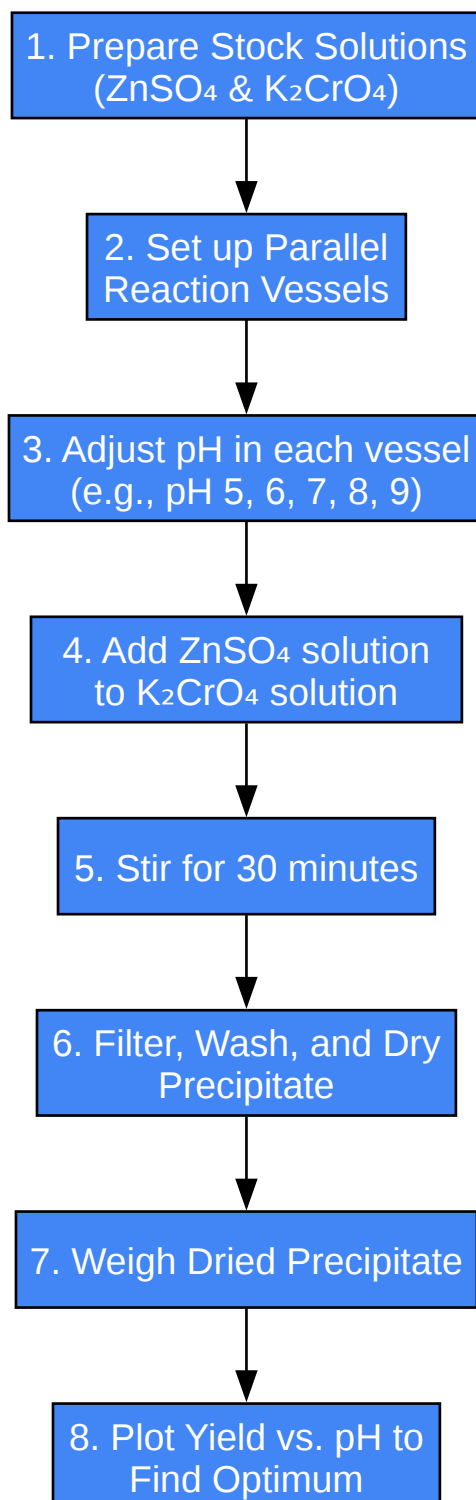 1. Prepare Stock Solutions
(ZnSO₄ & K₂CrO₄)
2. Set up Parallel
Reaction Vessels
3. Adjust pH in each vessel
(e.g., pH 5, 6, 7, 8, 9)
4. Add ZnSO₄ solution
to K₂CrO₄ solution
5. Stir for 30 minutes
6. Filter, Wash, and Dry
Precipitate
7. Weigh Dried Precipitate
8. Plot Yield vs. pH to
Find Optimum